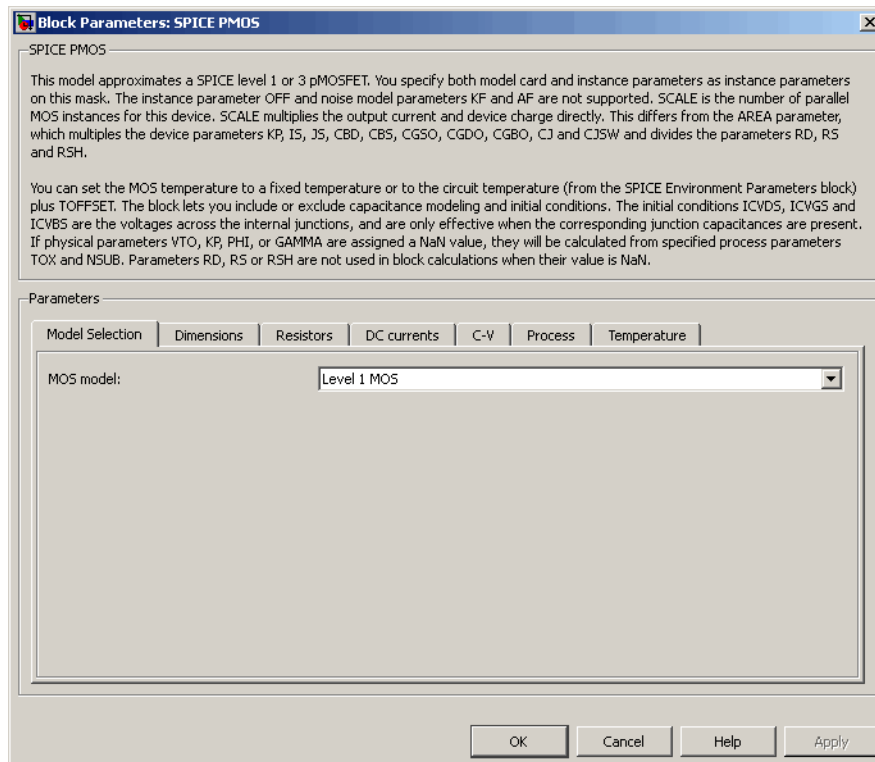 Block Parameters: SPICE PMOS
SPICE PMOS
This model approximates a SPICE level 1 or 3 pMOSFET. You specify both model card and instance parameters as instance parameters
on this mask. The instance parameter OFF and noise model parameters KF and AF are not supported. SCALE is the number of parallel
MOS instances for this device. SCALE multiplies the output current and device charge directly. This differs from the AREA parameter,
which multiples the device parameters KP, IS, JS, CBD, CBS, CGSO, CGDO, CGBO, CJ and CJSW and divides the parameters RD, RS
and RSH.
You can set the MOS temperature to a fixed temperature or to the circuit temperature (from the SPICE Environment Parameters block)
plus TOFFSET. The block lets you include or exclude capacitance modeling and initial conditions. The initial conditions ICVDS, ICVGS and
ICVBS are the voltages across the internal junctions, and are only effective when the corresponding junction capacitances are present.
If physical parameters VTO, KP, PHI, or GAMMA are assigned a NaN value, they will be calculated from specified process parameters
TOX and NSUB. Parameters RD, RS or RSH are not used in block calculations when their value is NaN.
Parameters
Model Selection Dimensions Resistors DC currents C-V Process Temperature
MOS model: Level 1 MOS
OK Cancel Help Apply